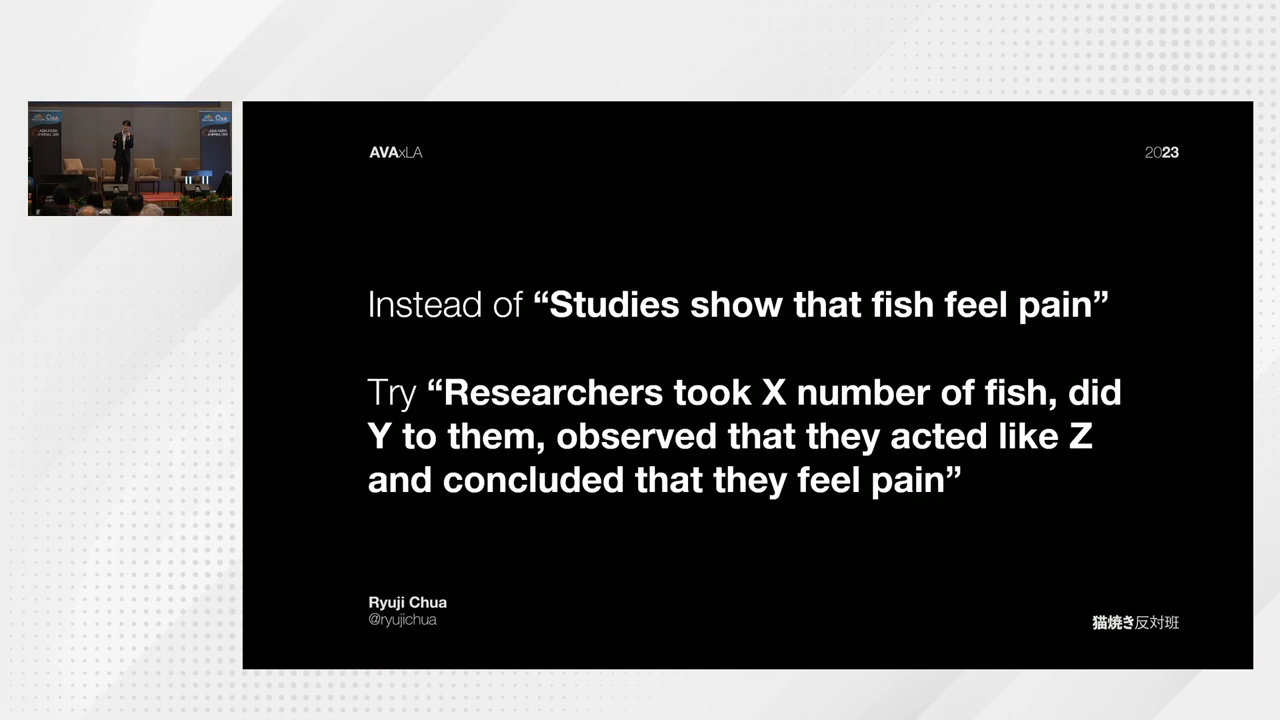 AVAxLA
2023
Instead of “Studies show that fish feel pain”
Try “Researchers took X number of fish, did
Y to them, observed that they acted like Z
and concluded that they feel pain”
Ryuji Chua
@ryujichua
猫焼き反対班